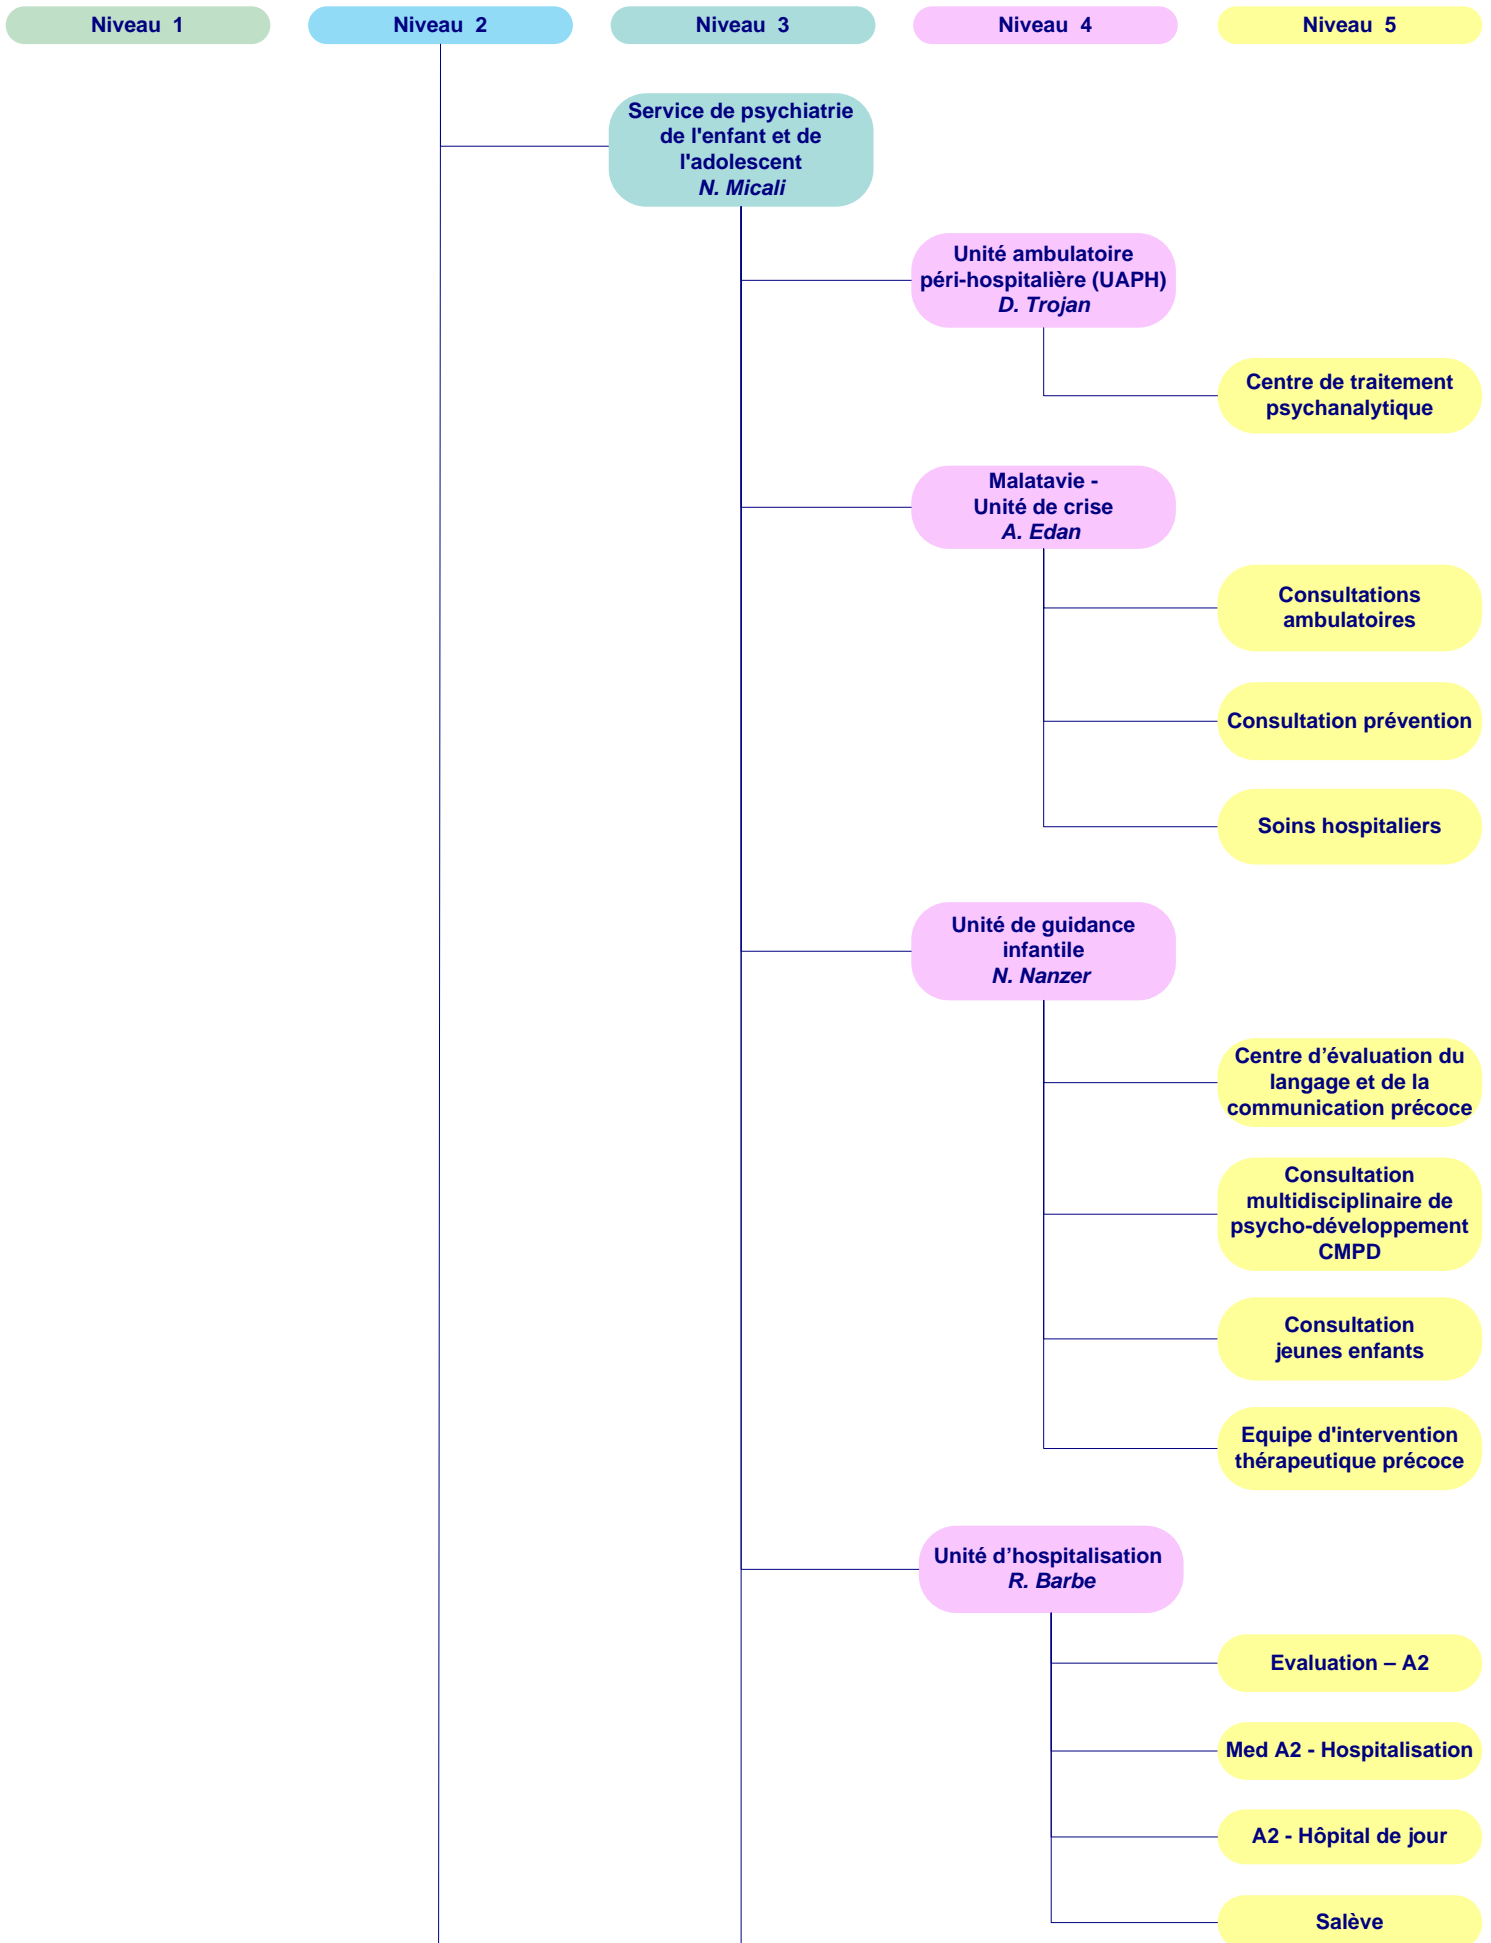 Niveau 1
Niveau 2
Niveau 3
Niveau 4
Niveau 5
Service de psychiatrie
de l'enfant et de
l'adolescent
N. Micali
Unité ambulatoire
péri-hospitalière (UAPH)
D. Trojan
Centre de traitement
psychanalytique
Malatavie -
Unité de crise
A. Edan
Consultations
ambulatoires
Consultation prévention
Soins hospitaliers
Unité de guidance
infantile
N. Nanzer
Centre d’évaluation du
langage et de la
communication précoce
Consultation
multidisciplinaire de
psycho-développement
CMPD
Consultation
jeunes enfants
Equipe d'intervention
thérapeutique précoce
Unité d’hospitalisation
R. Barbe
Evaluation – A2
Med A2 - Hospitalisation
A2 - Hôpital de jour
Salève